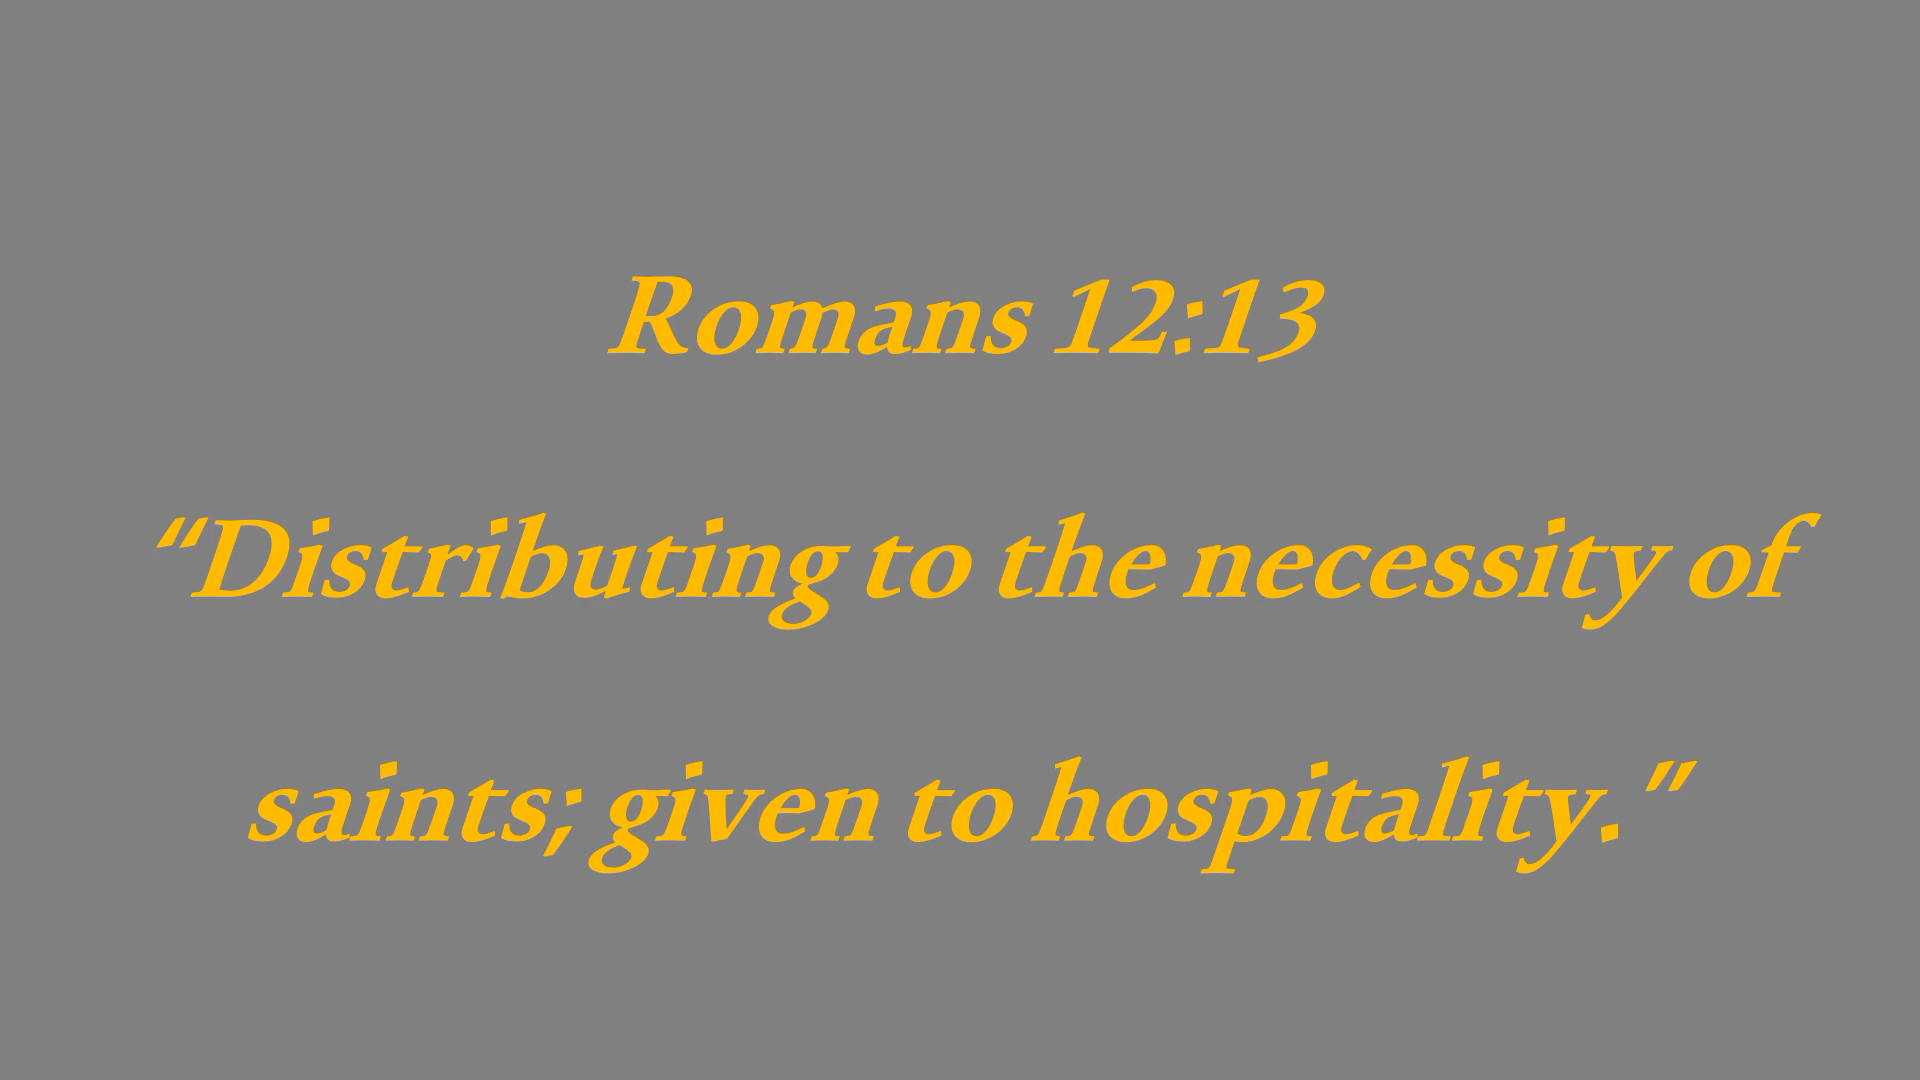 Romans 12:13
“Distributing to the necessity of
saints; given to hospitality.”